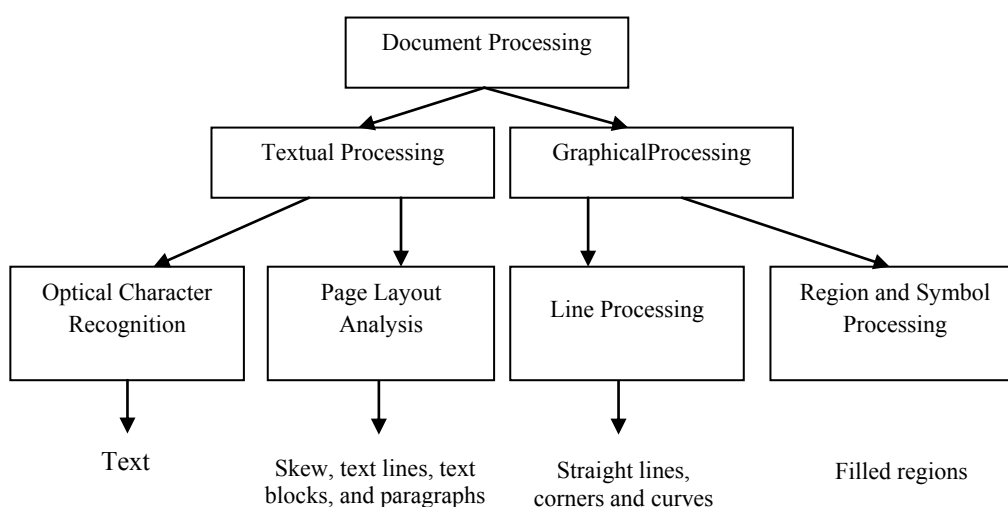 Document Processing
Textual Processing
GraphicalProcessing
Optical Character
Recognition
Page Layout
Analysis
Line Processing
Region and Symbol
Processing
Text
Skew, text lines, text
blocks, and paragraphs
Straight lines,
corners and curves
Filled regions